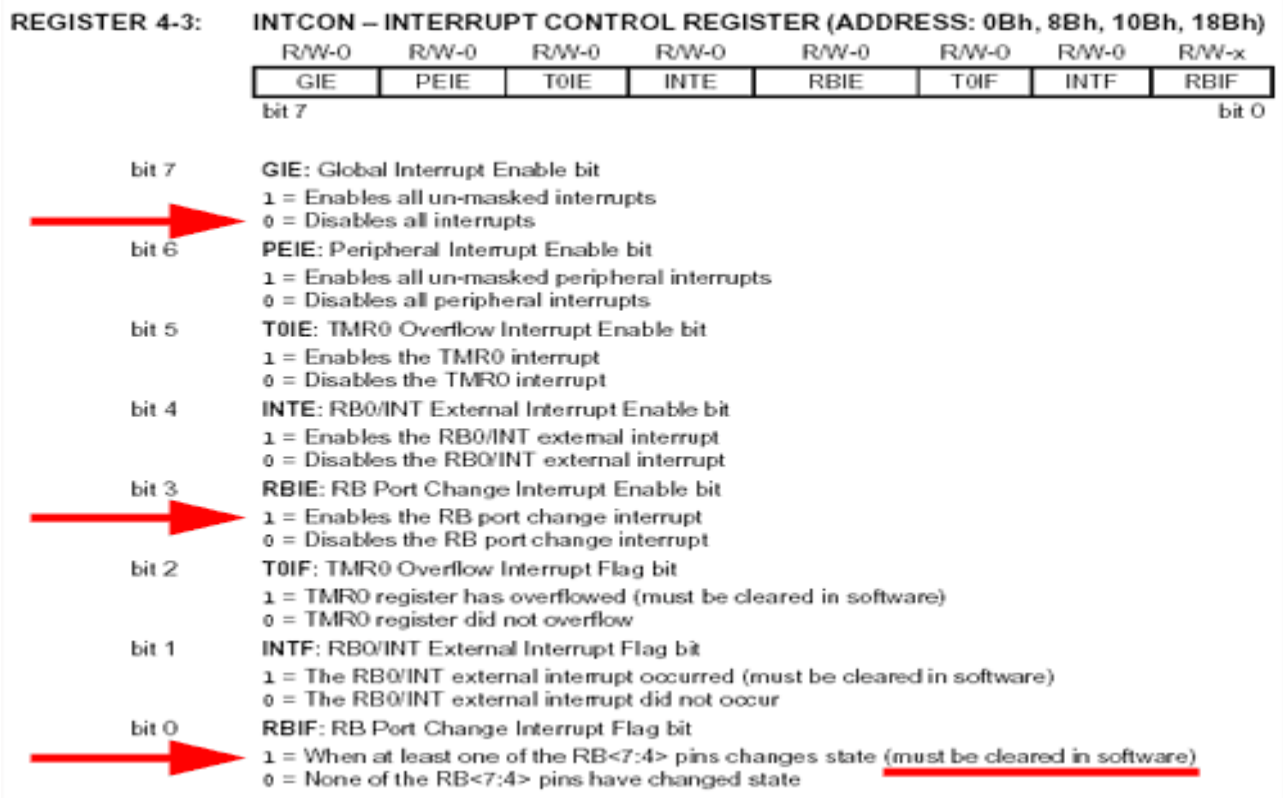 REGISTER 4-3: INTCON – INTERRUPT CONTROL REGISTER (ADDRESS: 0Bh, 8Bh, 10Bh, 18Bh)
R/W-0 R/W-0 R/W-0 R/W-0 R/W-0 R/W-0 R/W-0 R/W-x
GIE PEIE T0IE INTE RBIE T0IF INTF RBIF
bit 7 bit 0
bit 7 GIE: Global Interrupt Enable bit
1 = Enables all un-masked interrupts
0 = Disables all interrupts
bit 6 PEIE: Peripheral Interrupt Enable bit
1 = Enables all un-masked peripheral interrupts
0 = Disables all peripheral interrupts
bit 5 T0IE: TMR0 Overflow Interrupt Enable bit
1 = Enables the TMR0 interrupt
0 = Disables the TMR0 interrupt
bit 4 INTE: RB0/INT External Interrupt Enable bit
1 = Enables the RB0/INT external interrupt
0 = Disables the RB0/INT external interrupt
bit 3 RBIE: RB Port Change Interrupt Enable bit
1 = Enables the RB port change interrupt
0 = Disables the RB port change interrupt
bit 2 T0IF: TMR0 Overflow Interrupt Flag bit
1 = TMR0 register has overflowed (must be cleared in software)
0 = TMR0 register did not overflow
bit 1 INTF: RB0/INT External Interrupt Flag bit
1 = The RB0/INT external interrupt occurred (must be cleared in software)
0 = The RB0/INT external interrupt did not occur
bit 0 RBIF: RB Port Change Interrupt Flag bit
1 = When at least one of the RB<7:4> pins changes state (must be cleared in software)
0 = None of the RB<7:4> pins have changed state